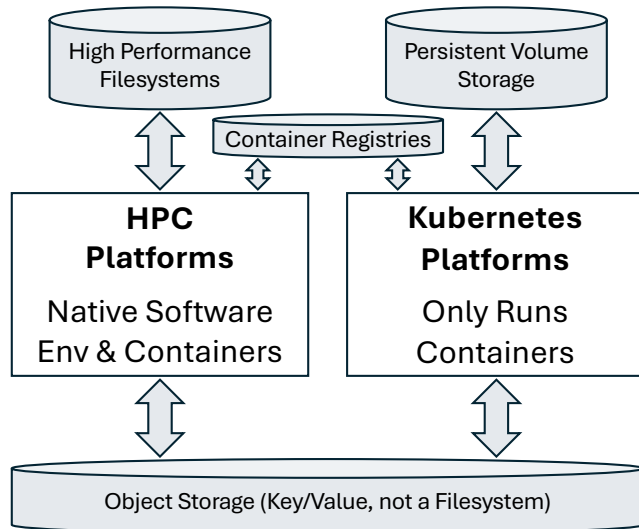 High Performance
Filesystems
Persistent Volume
Storage
Container Registries
HPC
Platforms
Native Software
Env & Containers
Kubernetes
Platforms
Only Runs
Containers
Object Storage (Key/Value, not a Filesystem)